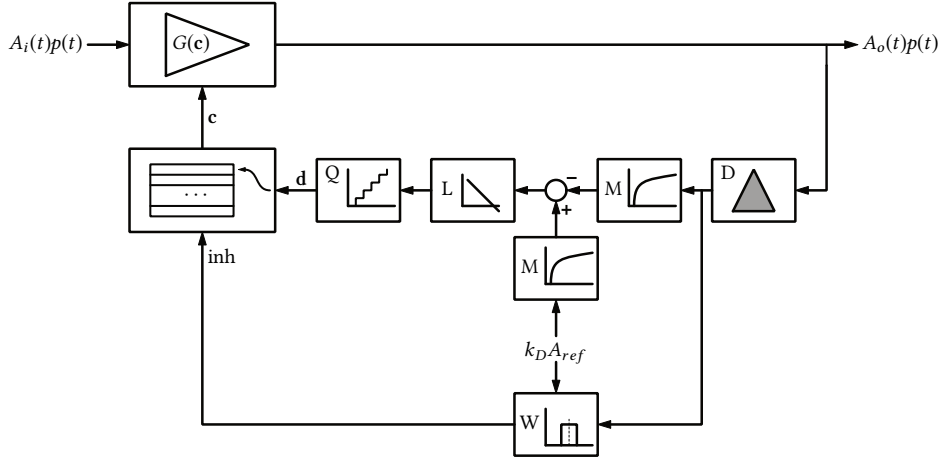 A_i(t)p(t)
G(c)
A_o(t)p(t)
c
. . .
d
Q
L
−
+
M
D
inh
M
k_D A_ref
W